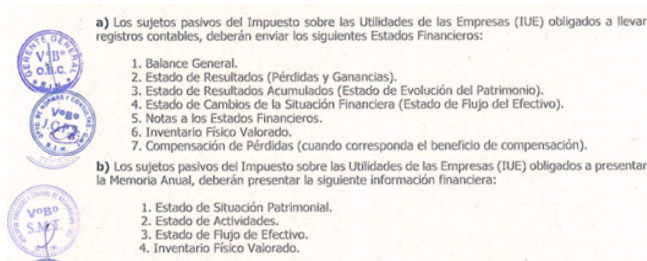 a) Los sujetos pasivos del Impuesto sobre las Utilidades de las Empresas (IUE) obligados a llevar
registros contables, deberán enviar los siguientes Estados Financieros:
1. Balance General.
2. Estado de Resultados (Pérdidas y Ganancias).
3. Estado de Resultados Acumulados (Estado de Evolución del Patrimonio).
4. Estado de Cambios de la Situación Financiera (Estado de Flujo del Efectivo).
5. Notas a los Estados Financieros.
6. Inventario Físico Valorado.
7. Compensación de Pérdidas (cuando corresponda el beneficio de compensación).
b) Los sujetos pasivos del Impuesto sobre las Utilidades de las Empresas (IUE) obligados a presentar
la Memoria Anual, deberán presentar la siguiente información financiera:
1. Estado de Situación Patrimonial.
2. Estado de Actividades.
3. Estado de Flujo de Efectivo.
4. Inventario Físico Valorado.
GERENTE GENERAL
VºBº
O.B.C.
S.I.N.
VºBº
VºBº